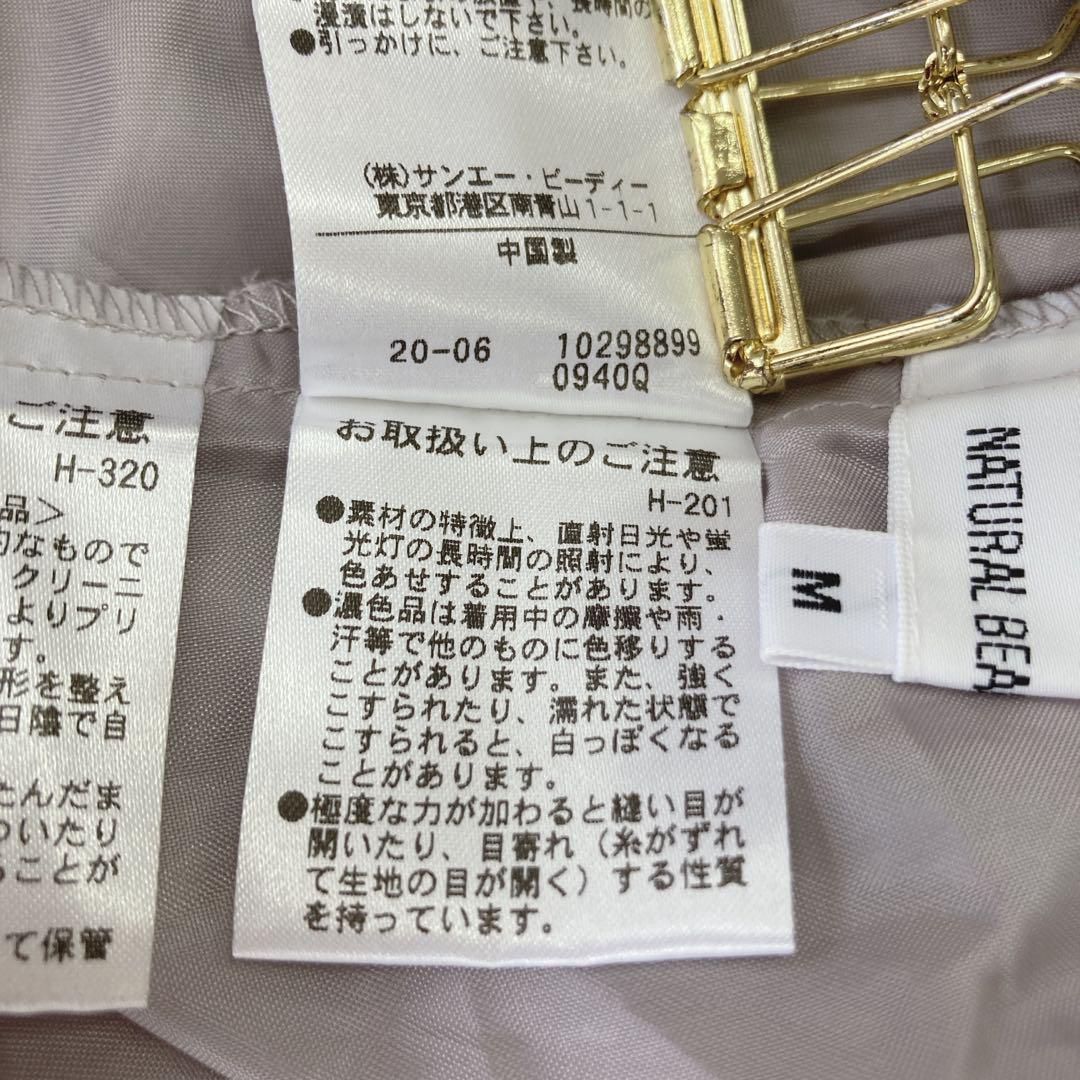 湿潤はしないで下さい。
●引っかけに、ご注意下さい。
(株)サンエー・ビーディー
東京都港区南青山1-1-1
中国製
20-06 10298899
0940Q
ご注意
H-320
品＞
的なもので
クリーニ
よりプリ
す。
形を整え
日陰で自
たんだま
ついたり
ることが
て保管
お取扱い上のご注意
H-201
●素材の特徴上、直射日光や蛍
光灯の長時間の照射により、
色あせすることがあります。
●濃色品は着用中の摩擦や雨・
汗等で他のものに色移りする
ことがあります。また、強く
こすられたり、濡れた状態で
こすられると、白っぽくなる
ことがあります。
●極度な力が加わると縫い目が
開いたり、目寄れ（糸がずれ
て生地の目が開く）する性質
を持っています。
M
NATURAL BEA